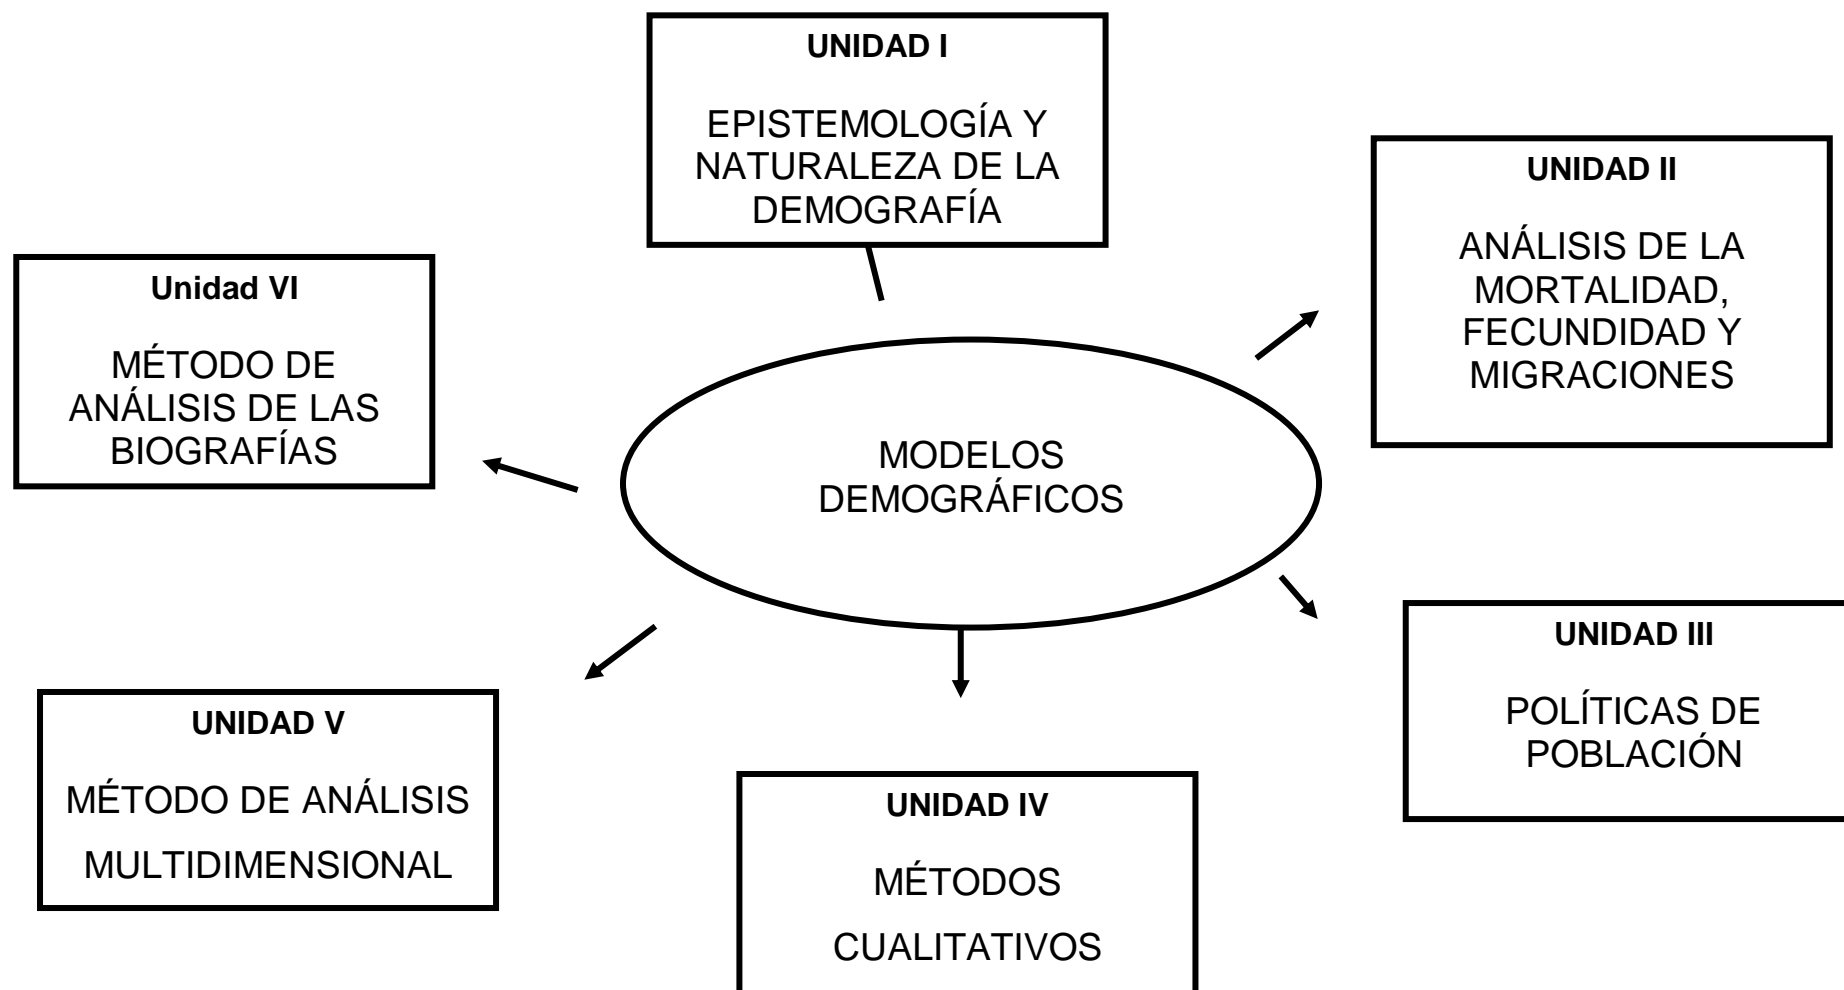 UNIDAD I
EPISTEMOLOGÍA Y
NATURALEZA DE LA
DEMOGRAFÍA
UNIDAD II
ANÁLISIS DE LA
MORTALIDAD,
FECUNDIDAD Y
MIGRACIONES
Unidad VI
MÉTODO DE
ANÁLISIS DE LAS
BIOGRAFÍAS
MODELOS
DEMOGRÁFICOS
UNIDAD III
POLÍTICAS DE
POBLACIÓN
UNIDAD V
MÉTODO DE ANÁLISIS
MULTIDIMENSIONAL
UNIDAD IV
MÉTODOS
CUALITATIVOS